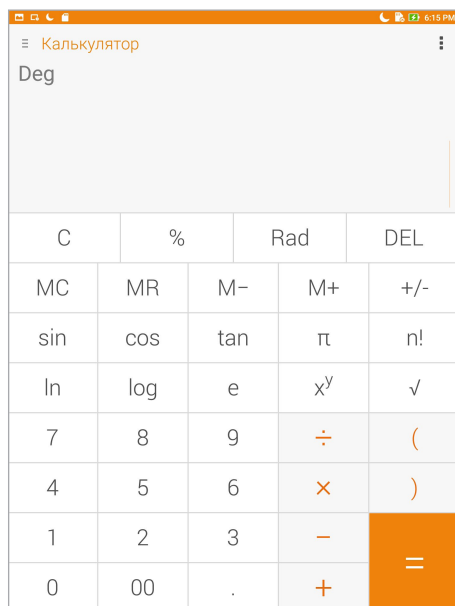 6:15 PM
Калькулятор
Deg
C % Rad DEL
MC MR M− M+ +/-
sin cos tan π n!
ln log e xʸ √
7 8 9 ÷ (
4 5 6 × )
1 2 3 −
0 00 . + =